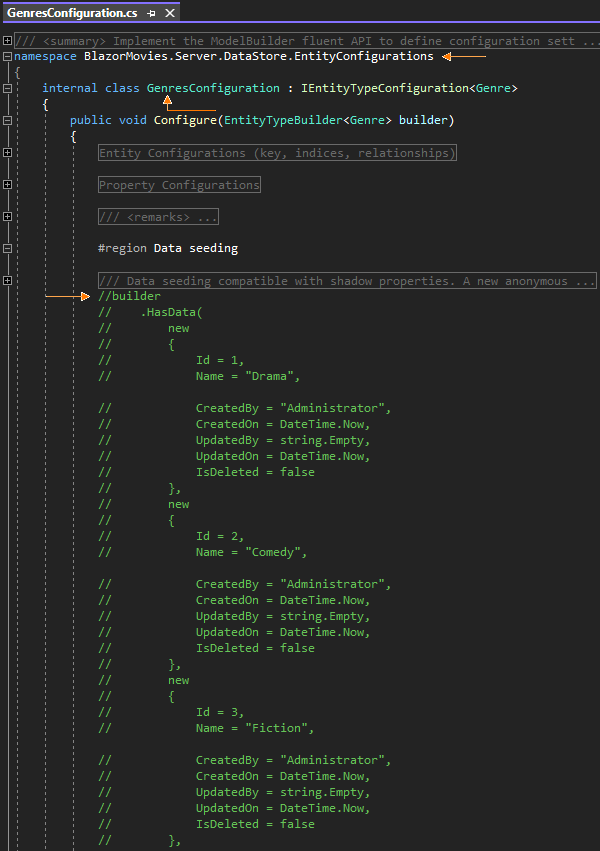 GenresConfiguration.cs
/// <summary> Implement the ModelBuilder fluent API to define configuration sett ...
namespace BlazorMovies.Server.DataStore.EntityConfigurations
{
internal class GenresConfiguration : IEntityTypeConfiguration<Genre>
{
public void Configure(EntityTypeBuilder<Genre> builder)
{
Entity Configurations (key, indices, relationships)
Property Configurations
/// <remarks> ...
#region Data seeding
/// Data seeding compatible with shadow properties. A new anonymous ...
//builder
// .HasData(
// new
// {
// Id = 1,
// Name = "Drama",
// CreatedBy = "Administrator",
// CreatedOn = DateTime.Now,
// UpdatedBy = string.Empty,
// UpdatedOn = DateTime.Now,
// IsDeleted = false
// },
// new
// {
// Id = 2,
// Name = "Comedy",
// CreatedBy = "Administrator",
// CreatedOn = DateTime.Now,
// UpdatedBy = string.Empty,
// UpdatedOn = DateTime.Now,
// IsDeleted = false
// },
// new
// {
// Id = 3,
// Name = "Fiction",
// CreatedBy = "Administrator",
// CreatedOn = DateTime.Now,
// UpdatedBy = string.Empty,
// UpdatedOn = DateTime.Now,
// IsDeleted = false
// },